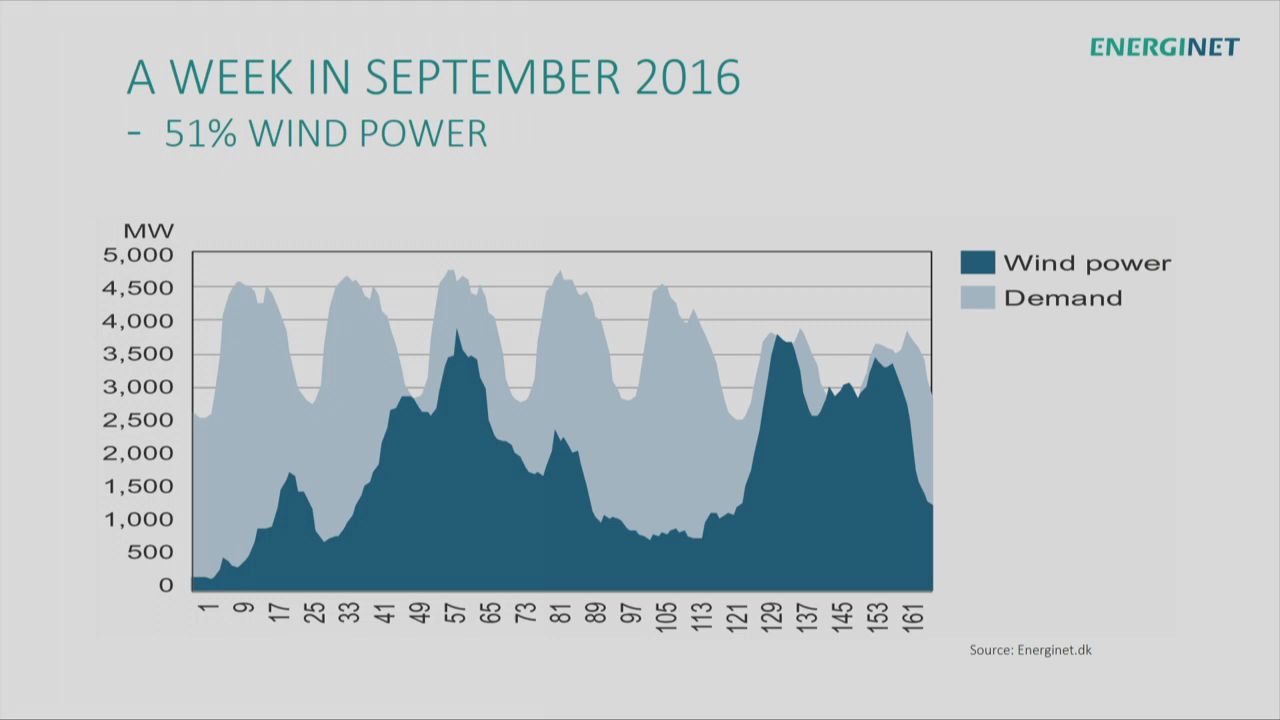 ENERGINET
A WEEK IN SEPTEMBER 2016
- 51% WIND POWER
MW
5,000
4,500
4,000
3,500
3,000
2,500
2,000
1,500
1,000
500
0
1 9 17 25 33 41 49 57 65 73 81 89 97 105 113 121 129 137 145 153 161
Wind power
Demand
Source: Energinet.dk